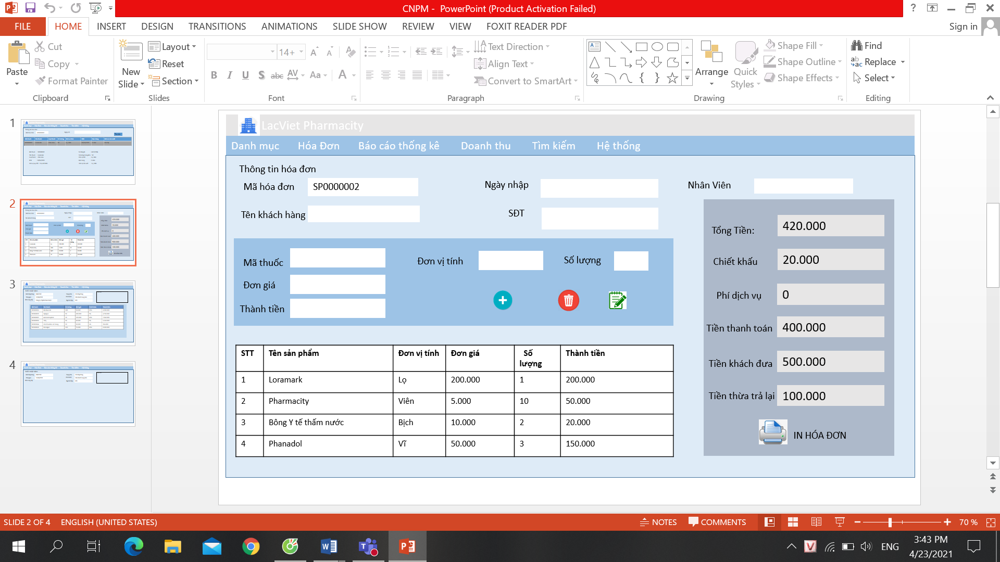 CNPM - PowerPoint (Product Activation Failed)
FILE HOME INSERT DESIGN TRANSITIONS ANIMATIONS SLIDE SHOW REVIEW VIEW FOXIT READER PDF
Sign in
Paste
Cut
Copy
Format Painter
Clipboard
New Slide
Layout
Reset
Section
Slides
14+
B I U S abc AV Aa A
Font
Text Direction
Align Text
Convert to SmartArt
Paragraph
Arrange
Quick Styles
Shape Fill
Shape Outline
Shape Effects
Drawing
Find
Replace
Select
Editing
1
2
3
4
LacViet Pharmacity
Danh mục Hóa Đơn Báo cáo thống kê Doanh thu Tìm kiếm Hệ thống
Thông tin hóa đơn
Mã hóa đơn SP0000002 Ngày nhập Nhân Viên
Tên khách hàng SĐT
Mã thuốc Đơn vị tính Số lượng
Đơn giá
Thành tiền
STT Tên sản phẩm Đơn vị tính Đơn giá Số lượng Thành tiền
1 Loramark Lọ 200.000 1 200.000
2 Pharmacity Viên 5.000 10 50.000
3 Bông Y tế thấm nước Bịch 10.000 2 20.000
4 Phanadol Vĩ 50.000 3 150.000
Tổng Tiền: 420.000
Chiết khấu 20.000
Phí dịch vụ 0
Tiền thanh toán 400.000
Tiền khách đưa 500.000
Tiền thừa trả lại 100.000
IN HÓA ĐƠN
SLIDE 2 OF 4 ENGLISH (UNITED STATES) NOTES COMMENTS 70 %
ENG
3:43 PM
4/23/2021